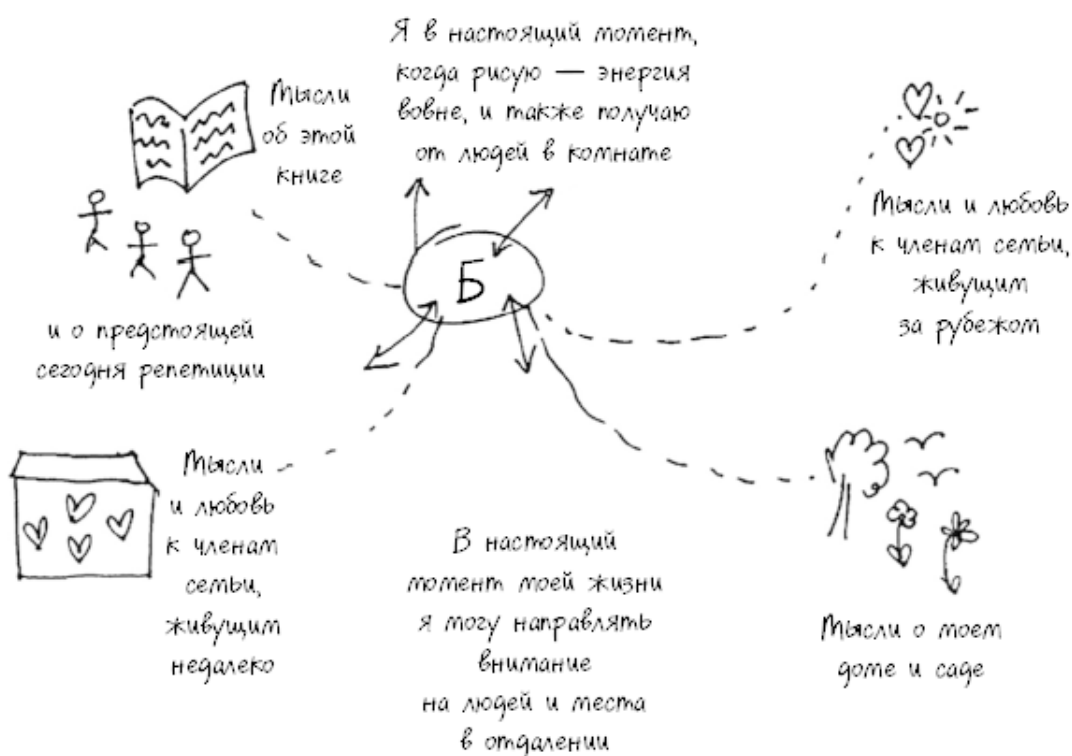 Я в настоящий момент,
когда рисую — энергия
вовне, и также получаю
от людей в комнате
Мысли
об этой
книге
и о предстоящей
сегодня репетиции
Б
Мысли и любовь
к членам семьи,
живущим
за рубежом
Мысли
и любовь
к членам
семьи,
живущим
недалеко
В настоящий
момент моей жизни
я могу направлять
внимание
на людей и места
в отдалении
Мысли о моем
доме и саде